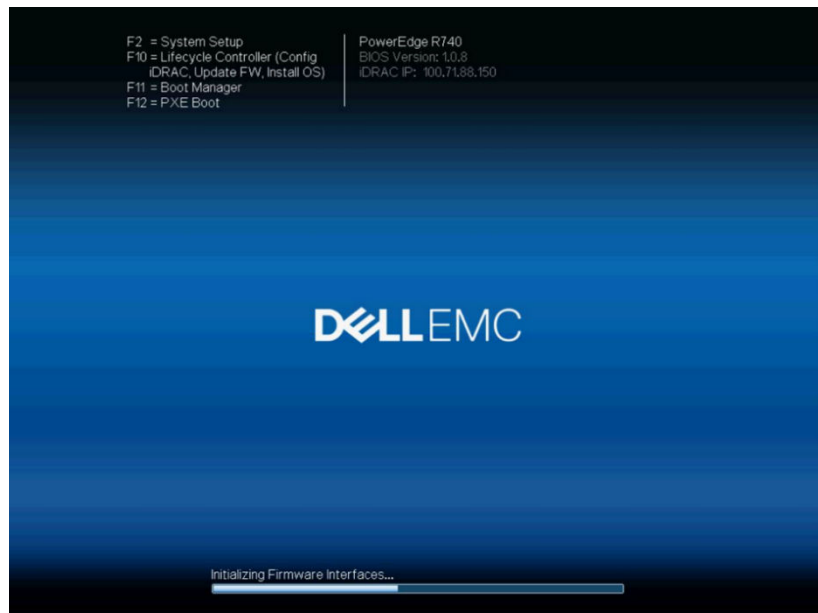 F2 = System Setup
F10 = Lifecycle Controller (Config
iDRAC, Update FW, Install OS)
F11 = Boot Manager
F12 = PXE Boot
PowerEdge R740
BIOS Version: 1.0.8
iDRAC IP: 100.71.88.150
DELLEMC
Initializing Firmware Interfaces...